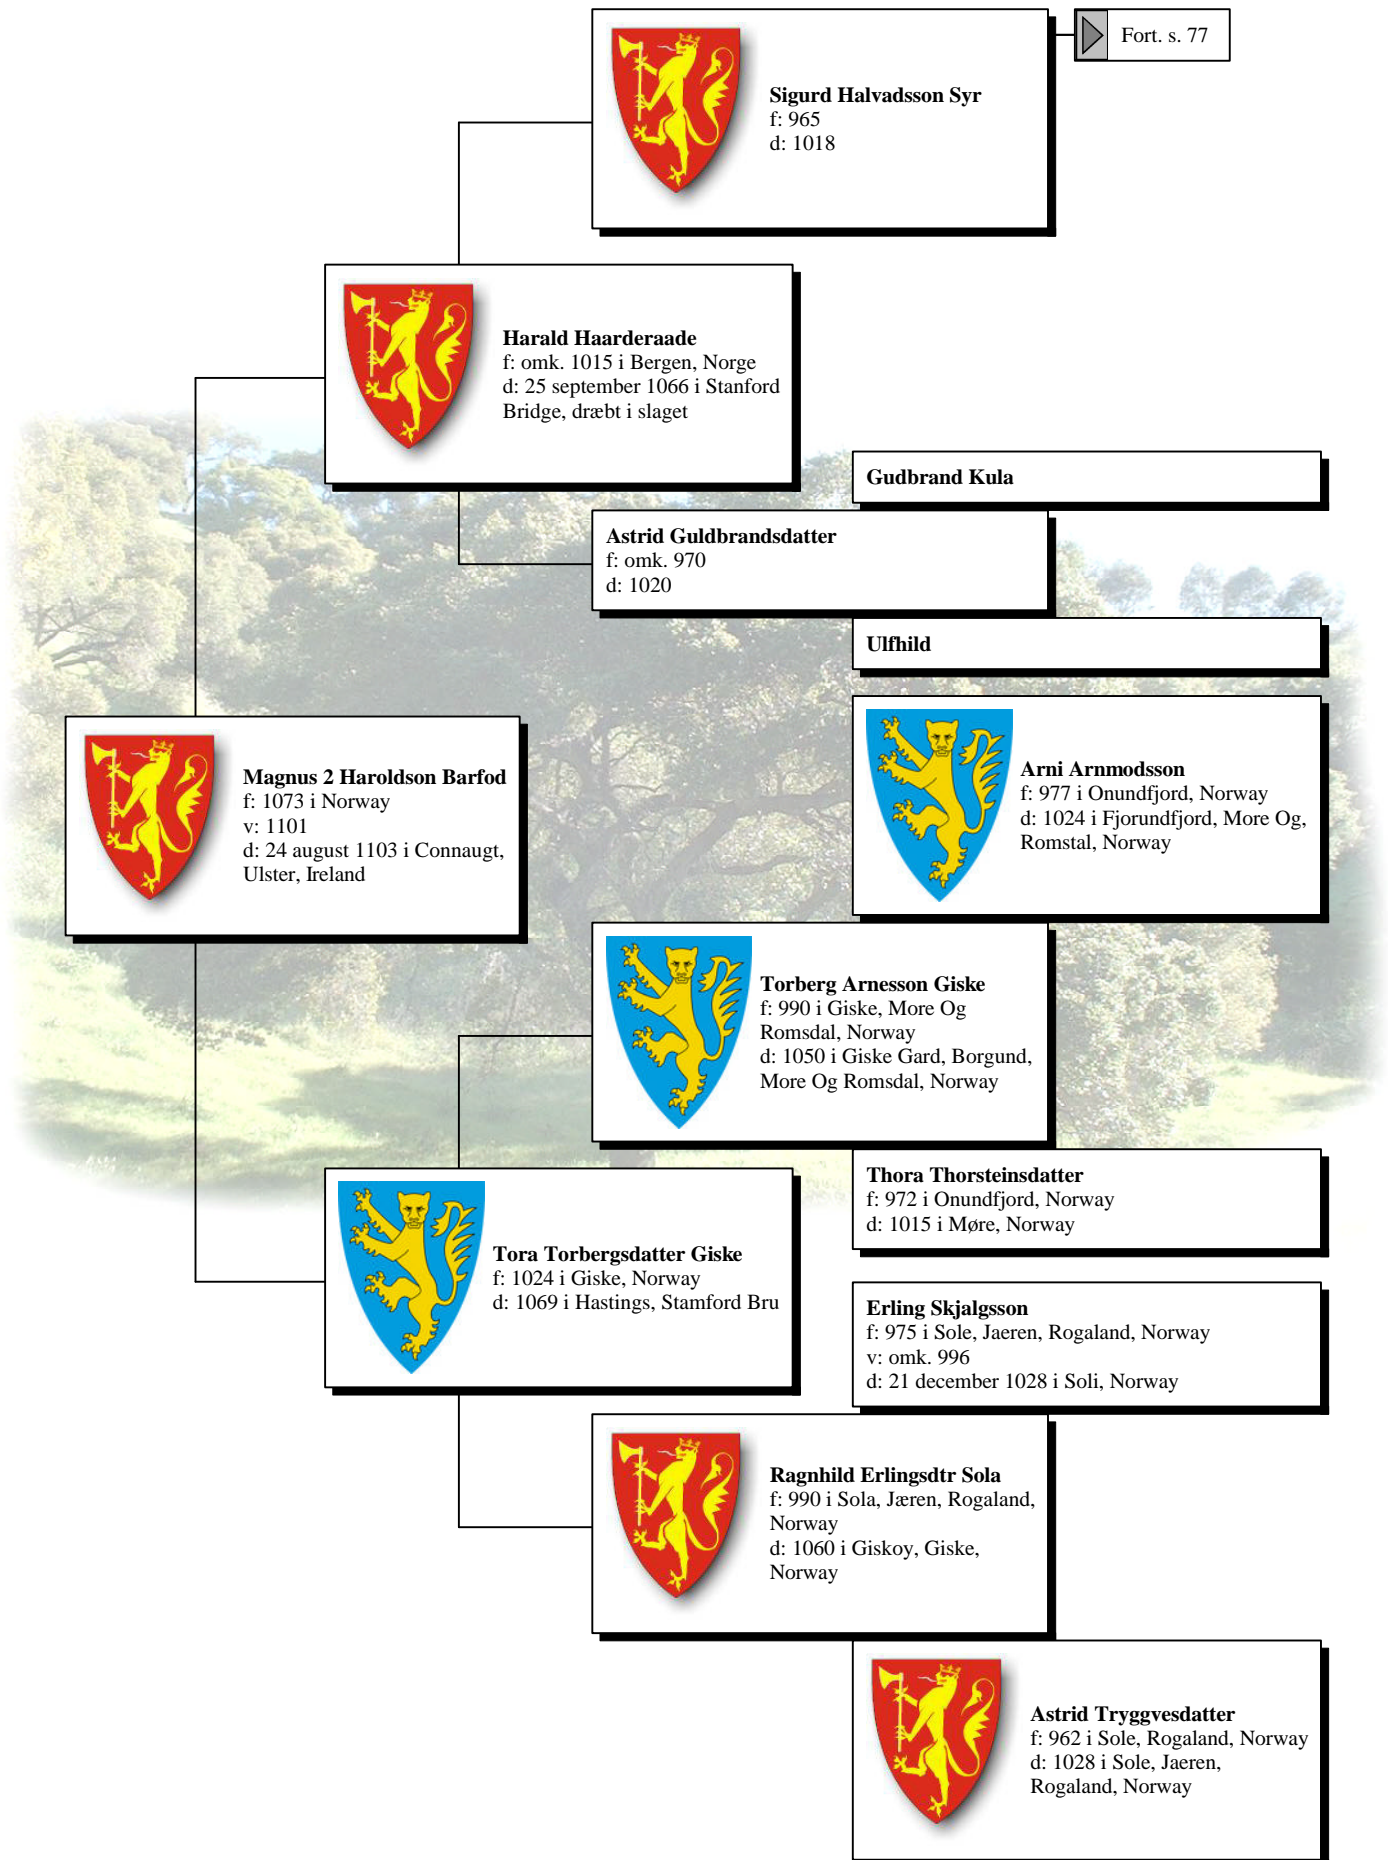 Fort. s. 77
Sigurd Halvadsson Syr
f: 965
d: 1018
Harald Haarderaade
f: omk. 1015 i Bergen, Norge
d: 25 september 1066 i Stanford
Bridge, dræbt i slaget
Gudbrand Kula
Astrid Guldbrandsdatter
f: omk. 970
d: 1020
Ulfhild
Magnus 2 Haroldson Barfod
f: 1073 i Norway
v: 1101
d: 24 august 1103 i Connaugt,
Ulster, Ireland
Arni Arnmodsson
f: 977 i Onundfjord, Norway
d: 1024 i Fjorundfjord, More Og,
Romstal, Norway
Torberg Arnesson Giske
f: 990 i Giske, More Og
Romsdal, Norway
d: 1050 i Giske Gard, Borgund,
More Og Romsdal, Norway
Thora Thorsteinsdatter
f: 972 i Onundfjord, Norway
d: 1015 i Møre, Norway
Tora Torbergsdatter Giske
f: 1024 i Giske, Norway
d: 1069 i Hastings, Stamford Bru
Erling Skjalgsson
f: 975 i Sole, Jaeren, Rogaland, Norway
v: omk. 996
d: 21 december 1028 i Soli, Norway
Ragnhild Erlingsdtr Sola
f: 990 i Sola, Jæren, Rogaland,
Norway
d: 1060 i Giskoy, Giske,
Norway
Astrid Tryggvesdatter
f: 962 i Sole, Rogaland, Norway
d: 1028 i Sole, Jaeren,
Rogaland, Norway